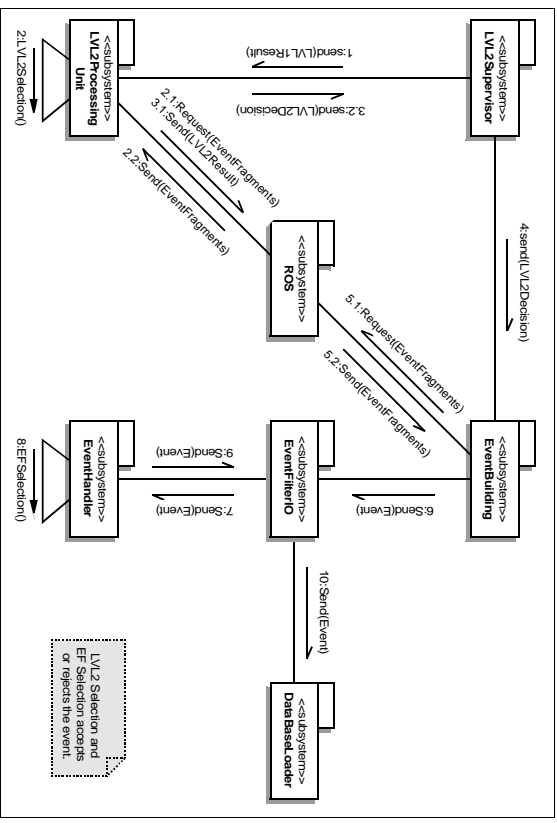 <<subsystem>>
LVL2Supervisor
4:send(LVL2Decision)
<<subsystem>>
EventBuilding
1:send(LVL1Result)
3.2:send(LVL2Decision)
5.1:Request(EventFragments)
5.2:Send(EventFragments)
6:Send(Event)
<<subsystem>>
ROS
<<subsystem>>
EventFilterIO
10:Send(Event)
<<subsystem>>
DataBaseLoader
2.1:Request(EventFragments)
3.1:Send(LVL2Result)
2.2:Send(EventFragments)
9:Send(Event)
7:Send(Event)
<<subsystem>>
LVL2Processing
Unit
<<subsystem>>
EventHandler
2:LVL2Selection()
8:EFSelection()
LVL2 Selection and
EF Selection accepts
or rejects the event.